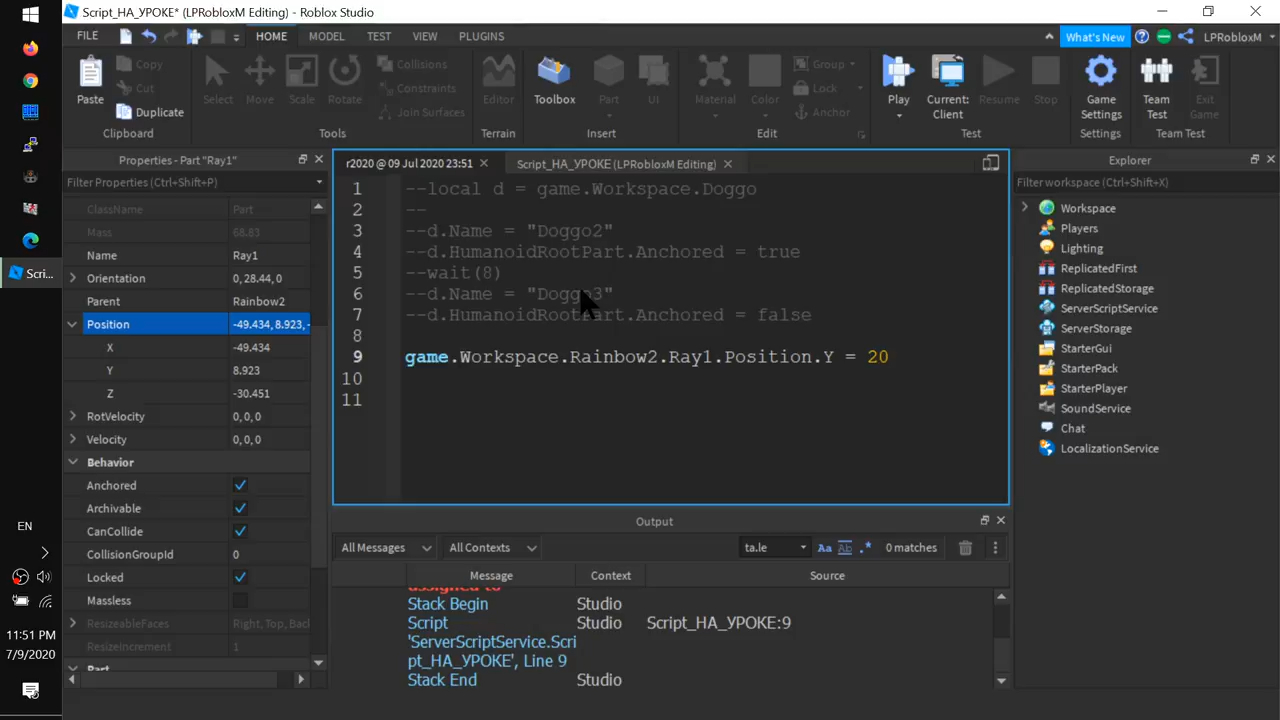 Script_НА_УРОКЕ* (LPRobloxM Editing) - Roblox Studio
FILE HOME MODEL TEST VIEW PLUGINS What's New LPRobloxM
Paste Copy Cut Duplicate Clipboard
Select Move Scale Rotate Collisions Constraints Join Surfaces Tools
Editor Terrain
Toolbox Part UI Insert
Material Color Group Lock Anchor Edit
Play Current: Client Resume Stop Test
Game Settings Settings
Team Test Exit Game Team Test
Properties - Part "Ray1"
Filter Properties (Ctrl+Shift+P)
ClassName Part
Mass 68.83
Name Ray1
Orientation 0, 28.44, 0
Parent Rainbow2
Position -49.434, 8.923, -
X -49.434
Y 8.923
Z -30.451
RotVelocity 0, 0, 0
Velocity 0, 0, 0
Behavior
Anchored
Archivable
CanCollide
CollisionGroupId 0
Locked
Massless
ResizeableFaces Right, Top, Bac
ResizeIncrement 1
Part
r2020 @ 09 Jul 2020 23:51 Script_НА_УРОКЕ (LPRobloxM Editing)
1 --local d = game.Workspace.Doggo
2 --
3 --d.Name = "Doggo2"
4 --d.HumanoidRootPart.Anchored = true
5 --wait(8)
6 --d.Name = "Doggo3"
7 --d.HumanoidRootPart.Anchored = false
8
9 game.Workspace.Rainbow2.Ray1.Position.Y = 20
10
11
Output
All Messages All Contexts ta.le Aa Ab .* 0 matches
Message Context Source
assigned to
Stack Begin Studio
Script Studio Script_НА_УРОКЕ:9
'ServerScriptService.Scri
pt_НА_УРОКЕ', Line 9
Stack End Studio
Explorer
Filter workspace (Ctrl+Shift+X)
Workspace
Players
Lighting
ReplicatedFirst
ReplicatedStorage
ServerScriptService
ServerStorage
StarterGui
StarterPack
StarterPlayer
SoundService
Chat
LocalizationService
Scri...
EN
11:51 PM
7/9/2020